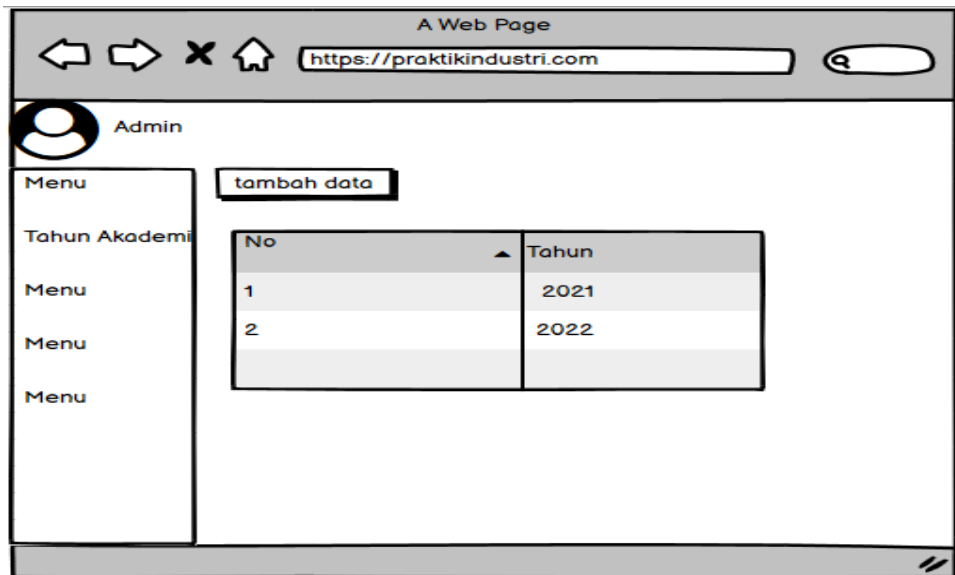 A Web Page
https://praktikindustri.com
Admin
Menu
tambah data
Tahun Akademi
No
Tahun
Menu
1
2021
Menu
2
2022
Menu